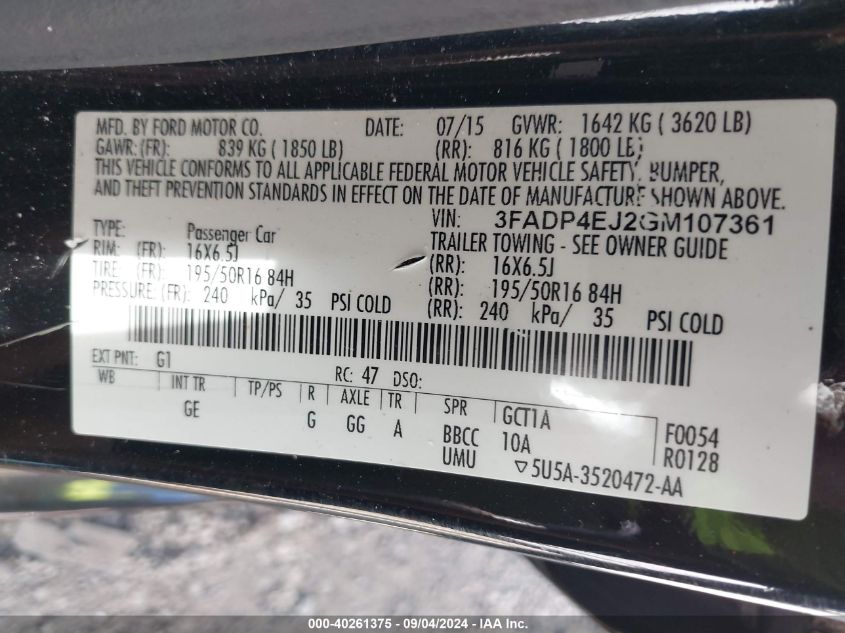 MFD. BY FORD MOTOR CO. DATE: 07/15 GVWR: 1642 KG ( 3620 LB)
GAWR:(FR): 839 KG ( 1850 LB) (RR): 816 KG ( 1800 LB)
THIS VEHICLE CONFORMS TO ALL APPLICABLE FEDERAL MOTOR VEHICLE SAFETY, BUMPER,
AND THEFT PREVENTION STANDARDS IN EFFECT ON THE DATE OF MANUFACTURE SHOWN ABOVE.
VIN: 3FADP4EJ2GM107361
TYPE: Passenger Car TRAILER TOWING - SEE OWNER GUIDE
RIM: (FR): 16X6.5J (RR): 16X6.5J
TIRE: (FR): 195/50R16 84H (RR): 195/50R16 84H
PRESSURE: (FR): 240 kPa/ 35 PSI COLD (RR): 240 kPa/ 35 PSI COLD
EXT PNT: G1 RC: 47 DSO:
WB INT TR TP/PS R AXLE TR SPR GCT1A F0054
GE G GG A BBCC 10A R0128
UMU ▽5U5A-3520472-AA
000-40261375 - 09/04/2024 - IAA Inc.